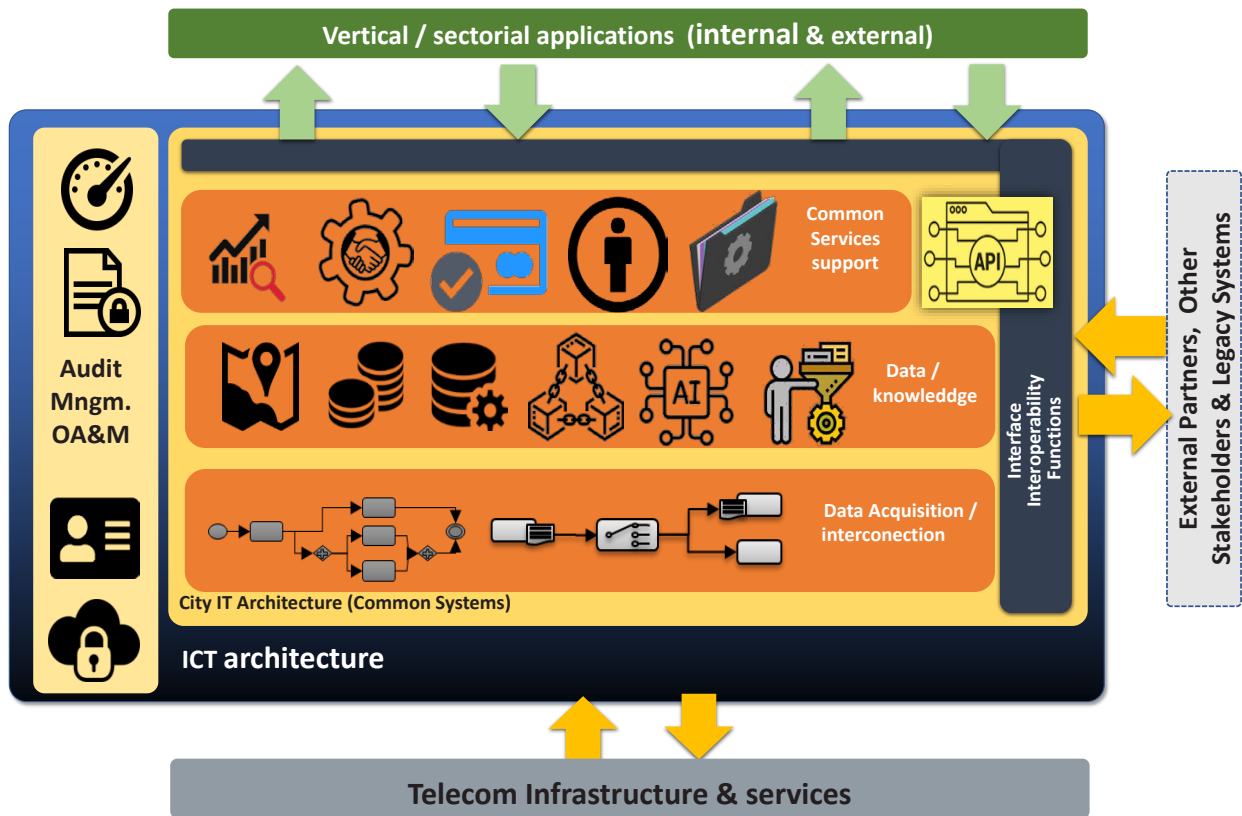 Vertical / sectorial applications (internal & external)
Audit
Mngm.
OA&M
Common
Services
support
API
Data /
knowleddge
AI
Data Acquisition /
interconection
Interface
Interoperability
Functions
City IT Architecture (Common Systems)
ICT architecture
External Partners, Other
Stakeholders & Legacy Systems
Telecom Infrastructure & services